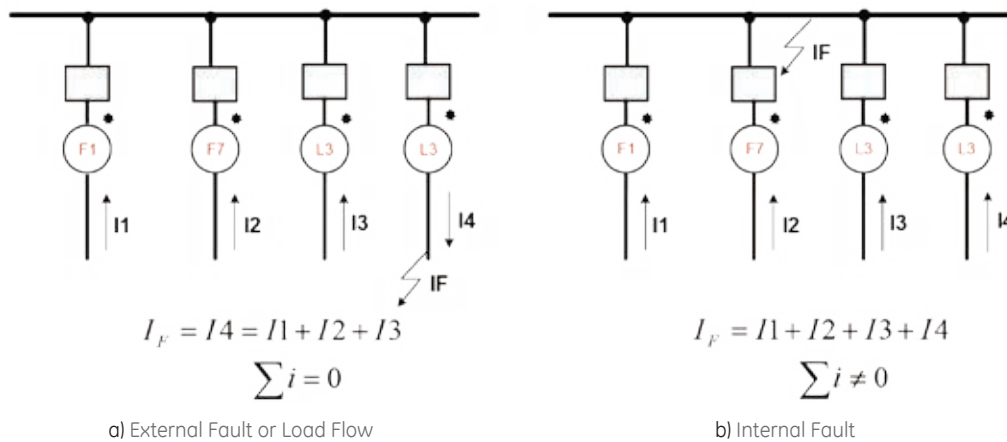 IF
F1 F7 L3 L3 F1 F7 L3 L3
I1 I2 I3 I4 I1 I2 I3 I4
IF
I_F = I4 = I1 + I2 + I3
∑ i = 0
I_F = I1 + I2 + I3 + I4
∑ i ≠ 0
a) External Fault or Load Flow
b) Internal Fault